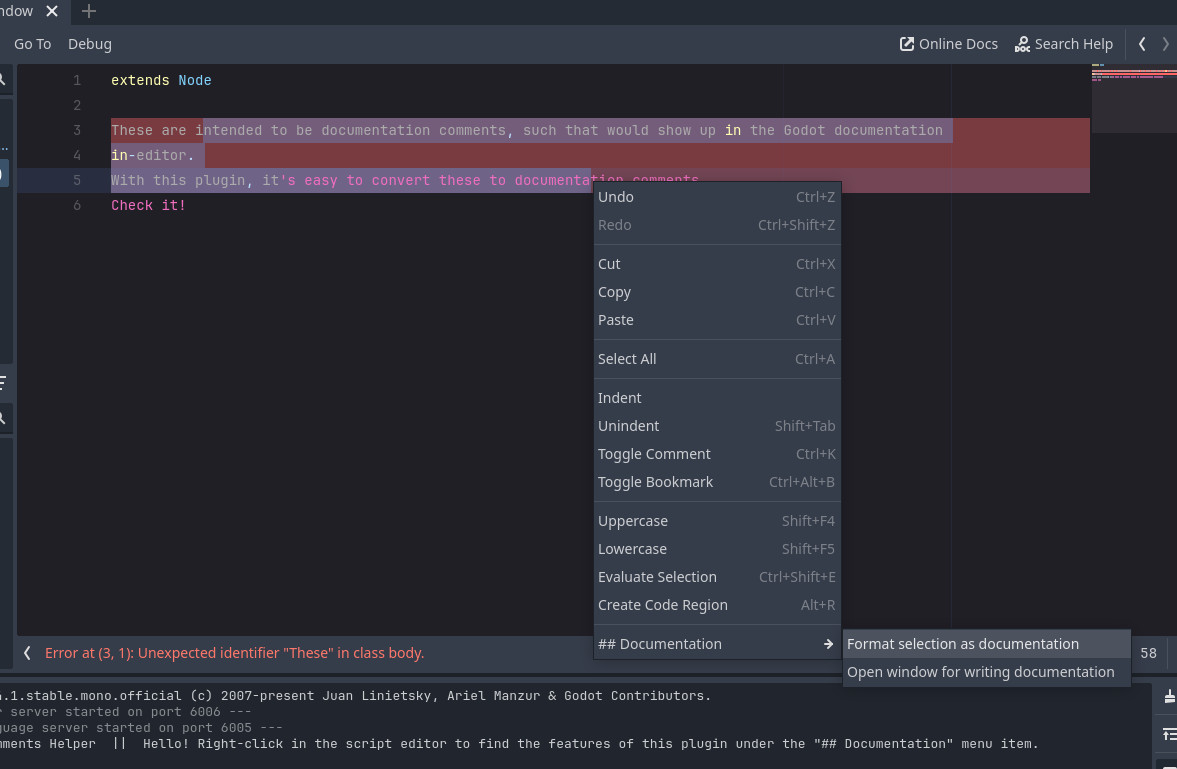 ndow
Go To Debug Online Docs Search Help
1 extends Node
2
3 These are intended to be documentation comments, such that would show up in the Godot documentation
4 in-editor.
5 With this plugin, it's easy to convert these to documentation comments
6 Check it!
Undo Ctrl+Z
Redo Ctrl+Shift+Z
Cut Ctrl+X
Copy Ctrl+C
Paste Ctrl+V
Select All Ctrl+A
Indent
Unindent Shift+Tab
Toggle Comment Ctrl+K
Toggle Bookmark Ctrl+Alt+B
Uppercase Shift+F4
Lowercase Shift+F5
Evaluate Selection Ctrl+Shift+E
Create Code Region Alt+R
## Documentation
Format selection as documentation
Open window for writing documentation
Error at (3, 1): Unexpected identifier "These" in class body.
58
.1.stable.mono.official (c) 2007-present Juan Linietsky, Ariel Manzur & Godot Contributors.
server started on port 6006 ---
guage server started on port 6005 ---
mments Helper || Hello! Right-click in the script editor to find the features of this plugin under the "## Documentation" menu item.